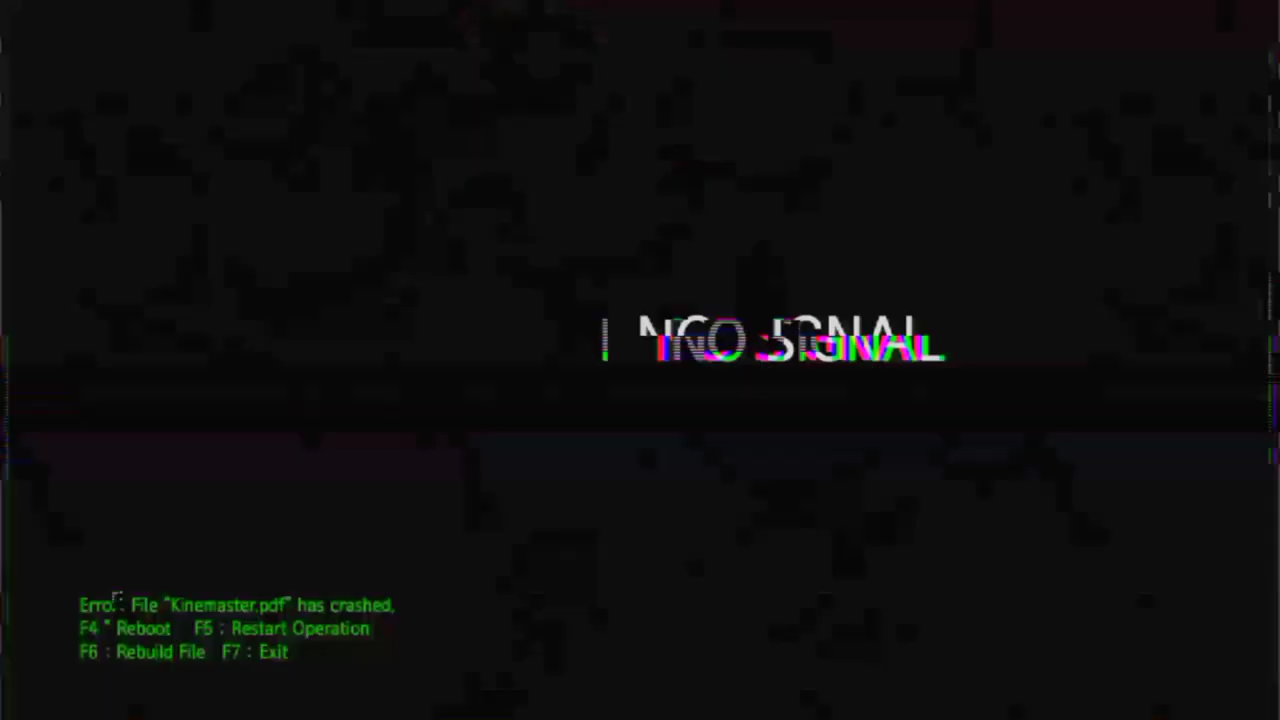 NO SIGNAL
Error : File "Kinemaster.pdf" has crashed.
F4 : Reboot F5 : Restart Operation
F6 : Rebuild File F7 : Exit